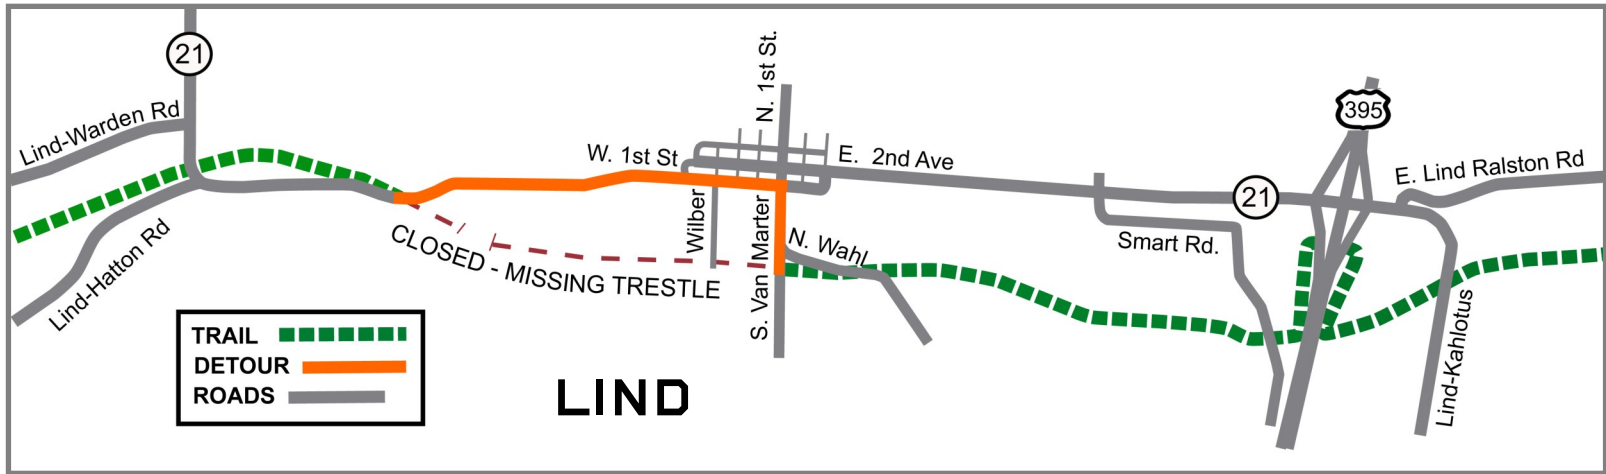 21
Lind-Warden Rd
Lind-Hatton Rd
CLOSED - MISSING TRESTLE
W. 1st St
N. 1st St.
E. 2nd Ave
Wilber
S. Van Marter
N. Wahl
Smart Rd.
21
395
E. Lind Ralston Rd
Lind-Kahlotus
TRAIL
DETOUR
ROADS
LIND